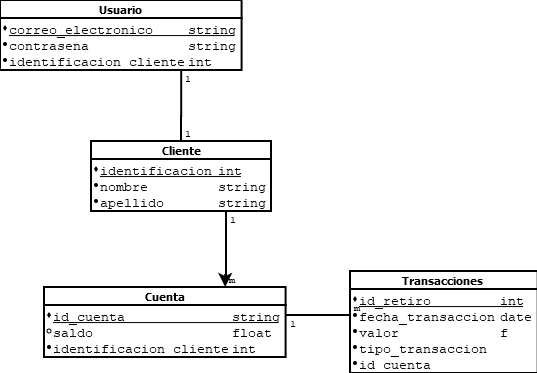 Usuario
correo_electronico string
contrasena string
identificacion_cliente int
1
1
Cliente
identificacion int
nombre string
apellido string
1
m
Cuenta
id_cuenta string
saldo float
identificacion_cliente int
1
m
Transacciones
id_retiro int
fecha_transaccion date
valor f
tipo_transaccion
id_cuenta